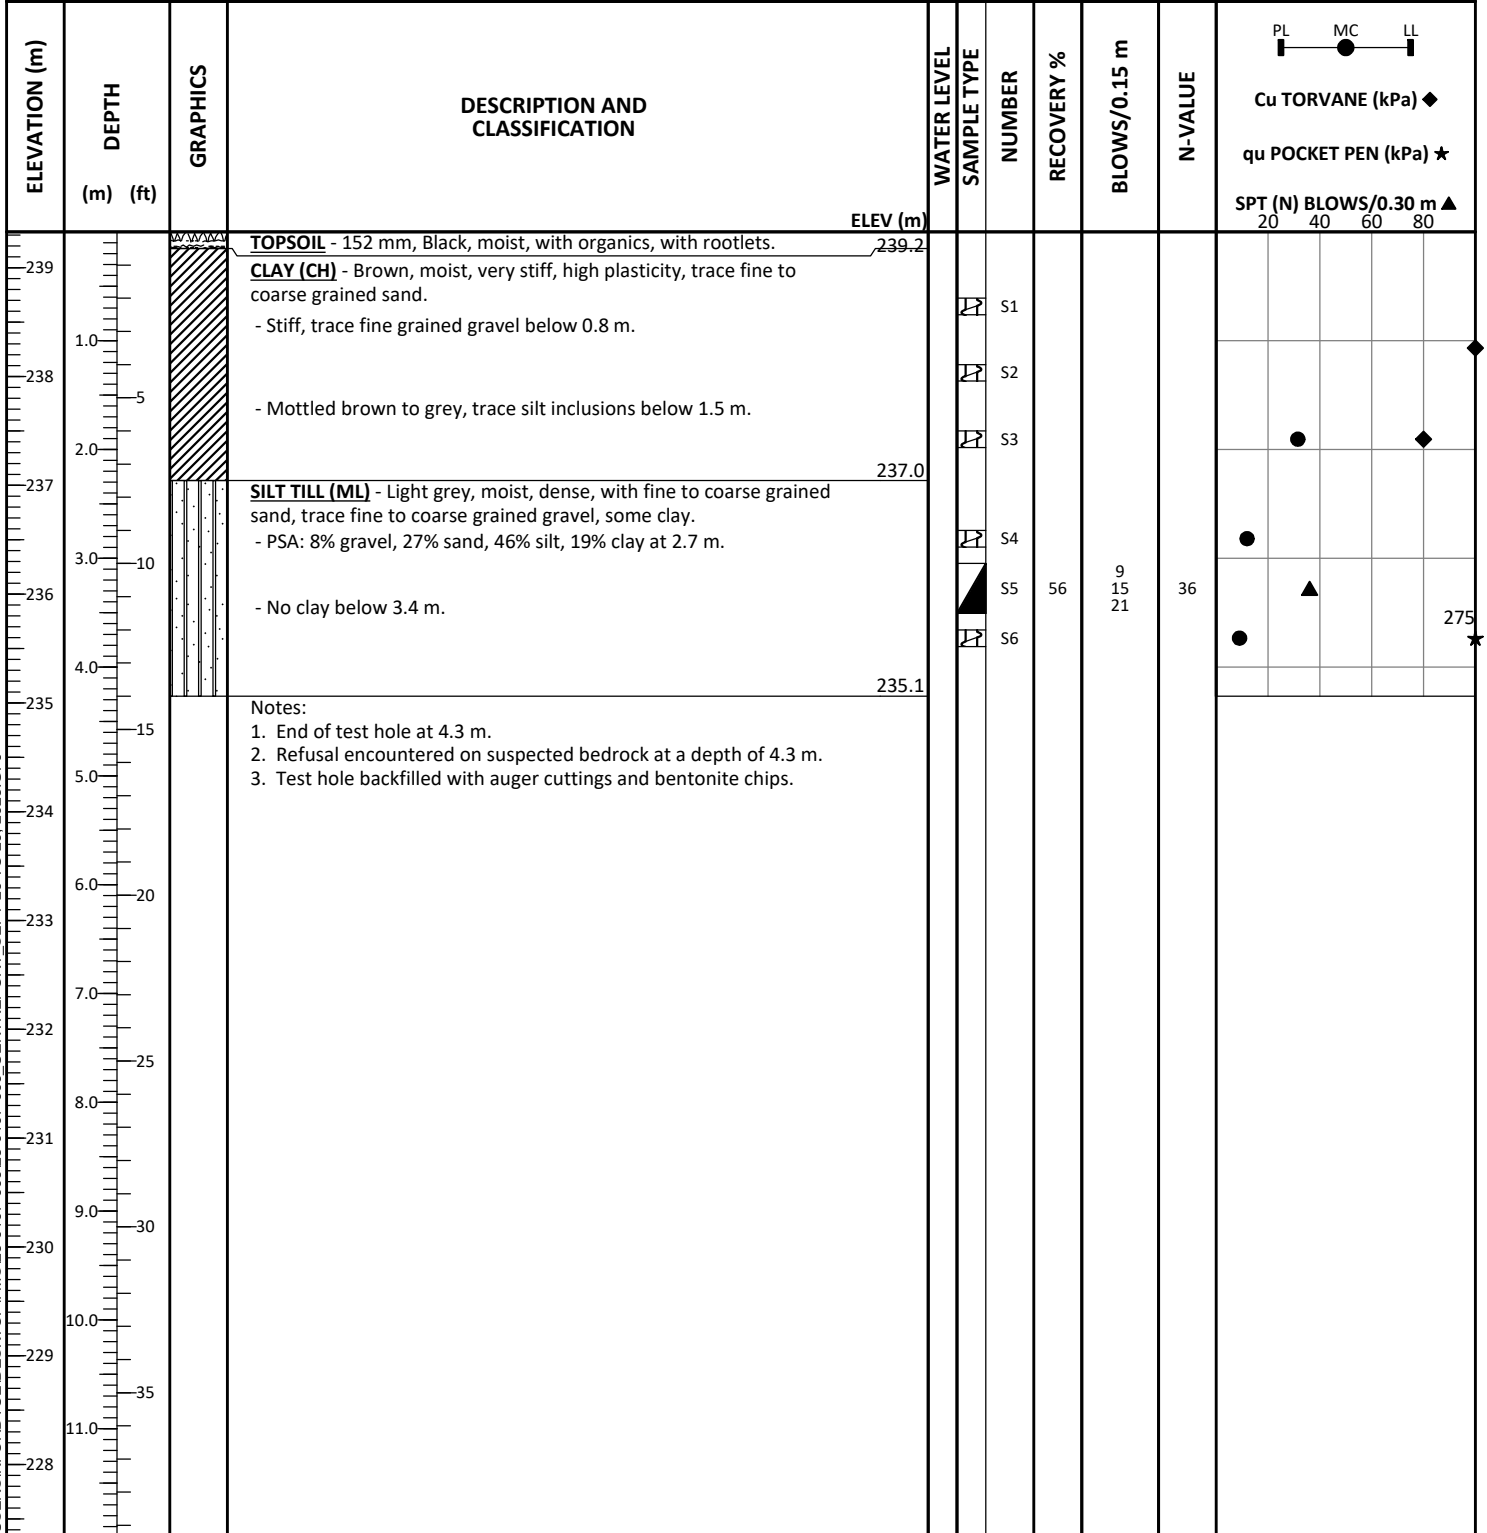 ELEVATION (m)
DEPTH
(m) (ft)
GRAPHICS
DESCRIPTION AND
CLASSIFICATION
ELEV (m)
WATER LEVEL
SAMPLE TYPE
NUMBER
RECOVERY %
BLOWS/0.15 m
N-VALUE
PL MC LL
Cu TORVANE (kPa) ◆
qu POCKET PEN (kPa) ★
SPT (N) BLOWS/0.30 m ▲
20 40 60 80
TOPSOIL - 152 mm, Black, moist, with organics, with rootlets.
239.2
239
CLAY (CH) - Brown, moist, very stiff, high plasticity, trace fine to
coarse grained sand.
S1
- Stiff, trace fine grained gravel below 0.8 m.
1.0
238
S2
5
- Mottled brown to grey, trace silt inclusions below 1.5 m.
S3
2.0
237.0
237
SILT TILL (ML) - Light grey, moist, dense, with fine to coarse grained
sand, trace fine to coarse grained gravel, some clay.
- PSA: 8% gravel, 27% sand, 46% silt, 19% clay at 2.7 m.
S4
3.0
10
236
S5 56 9 36
15
21
- No clay below 3.4 m.
275
S6
4.0
235.1
235
Notes:
15
1. End of test hole at 4.3 m.
2. Refusal encountered on suspected bedrock at a depth of 4.3 m.
5.0
3. Test hole backfilled with auger cuttings and bentonite chips.
234
6.0
20
233
7.0
232
25
8.0
231
9.0
30
230
10.0
229
35
11.0
228